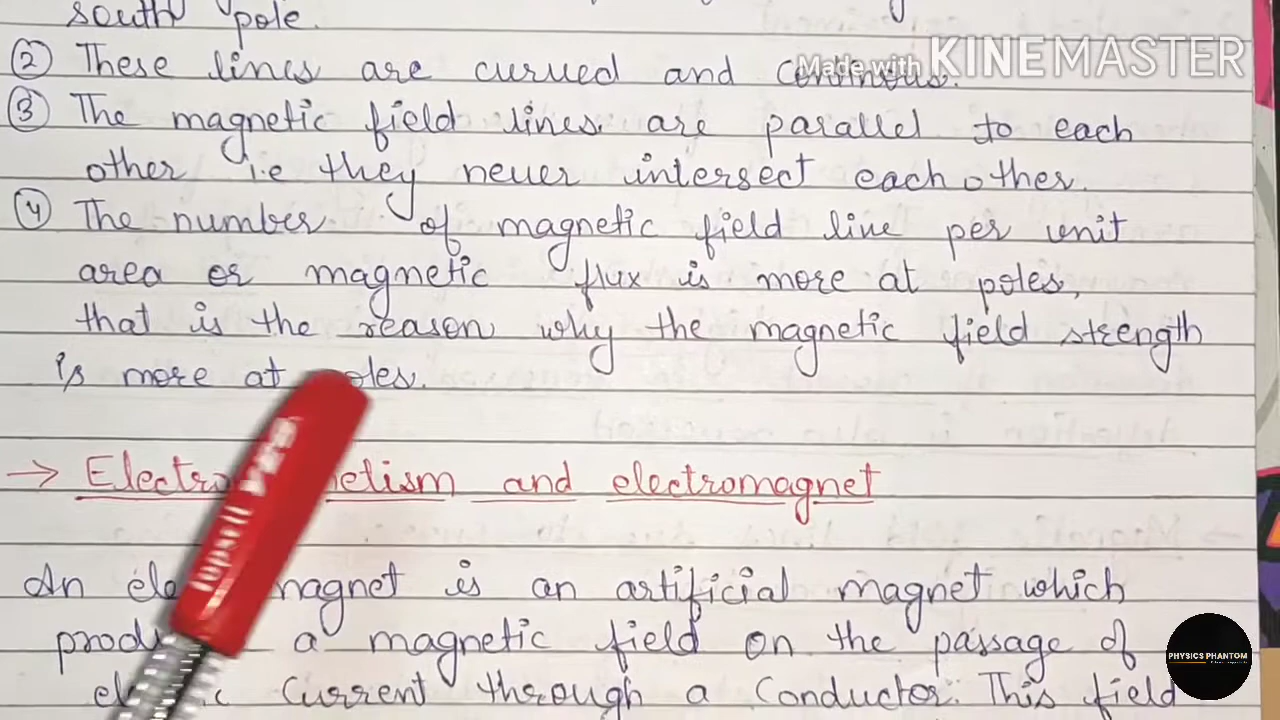 south pole.
② These lines are curved and continous.
③ The magnetic field lines are parallel to each
other i.e they never intersect each other.
④ The number of magnetic field line per unit
area or magnetic flux is more at poles,
that is the reason why the magnetic field strength
is more at poles.
→ Electromagnetism and electromagnet
An electromagnet is an artificial magnet which
a magnetic field on the passage of
current through a conductor. This field
Made with KINEMASTER
PHYSICS PHANTOM